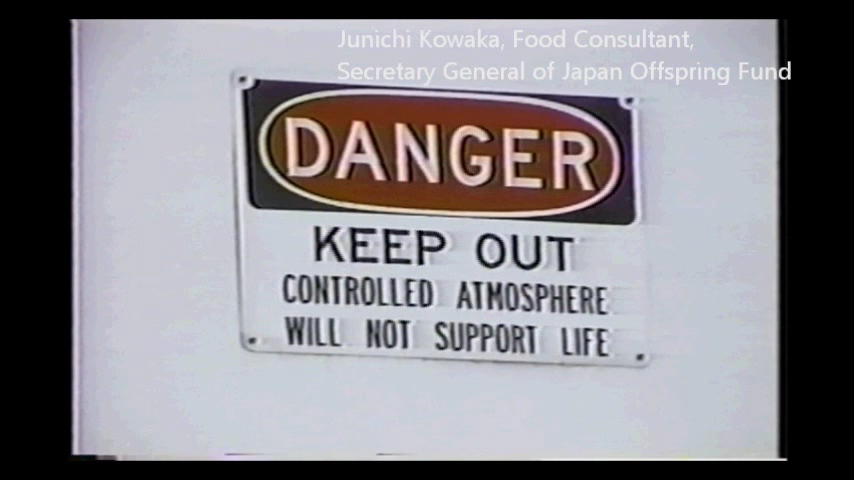 Junichi Kowaka, Food Consultant,
Secretary General of Japan Offspring Fund
DANGER
KEEP OUT
CONTROLLED ATMOSPHERE
WILL NOT SUPPORT LIFE